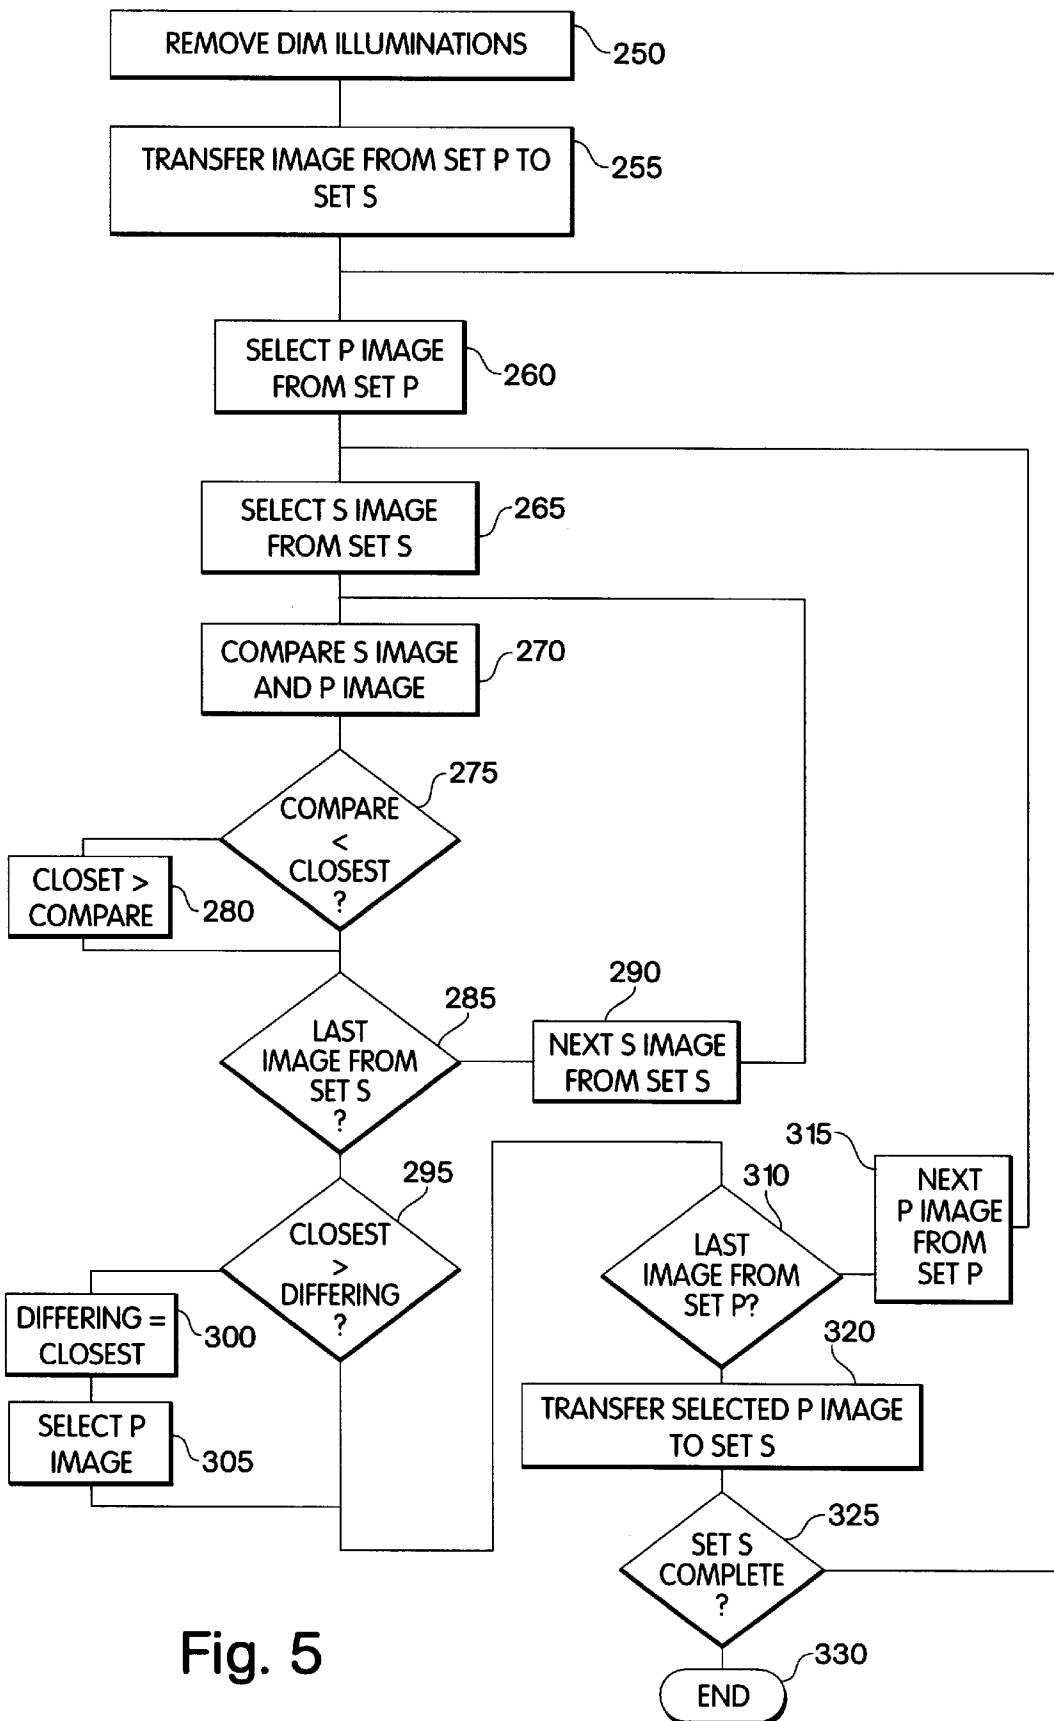 REMOVE DIM ILLUMINATIONS
250
TRANSFER IMAGE FROM SET P TO
SET S
255
SELECT P IMAGE
FROM SET P
260
SELECT S IMAGE
FROM SET S
265
COMPARE S IMAGE
AND P IMAGE
270
COMPARE
<
CLOSEST
?
275
CLOSET >
COMPARE
280
LAST
IMAGE FROM
SET S
?
285
NEXT S IMAGE
FROM SET S
290
CLOSEST
>
DIFFERING
?
295
DIFFERING =
CLOSEST
300
SELECT P
IMAGE
305
LAST
IMAGE FROM
SET P?
310
NEXT
P IMAGE
FROM
SET P
315
TRANSFER SELECTED P IMAGE
TO SET S
320
SET S
COMPLETE
?
325
END
330
Fig. 5